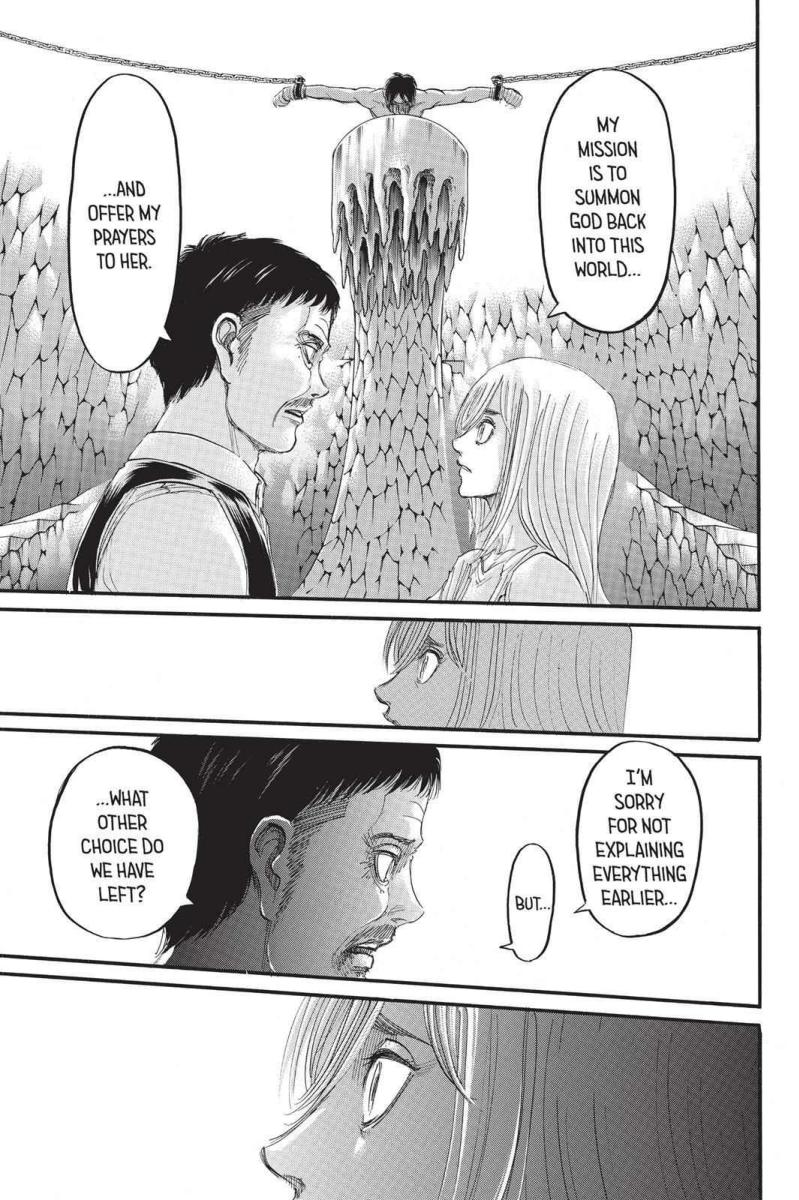 MY
MISSION
IS TO
SUMMON
GOD BACK
INTO THIS
WORLD...
...AND
OFFER MY
PRAYERS
TO HER.
I'M
SORRY
FOR NOT
EXPLAINING
EVERYTHING
EARLIER...
BUT...
...WHAT
OTHER
CHOICE DO
WE HAVE
LEFT?